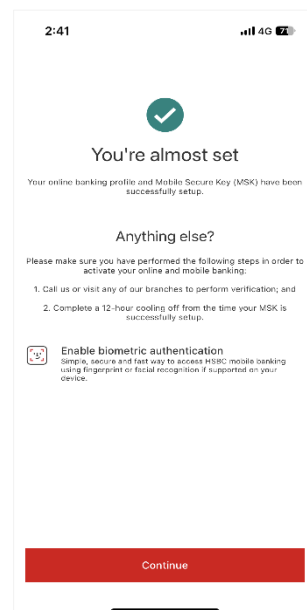 2:41
4G 71
You're almost set
Your online banking profile and Mobile Secure Key (MSK) have been
successfully setup.
Anything else?
Please make sure you have performed the following steps in order to
activate your online and mobile banking:
1. Call us or visit any of our branches to perform verification; and
2. Complete a 12-hour cooling off from the time your MSK is
successfully setup.
Enable biometric authentication
Simple, secure and fast way to access HSBC mobile banking
using fingerprint or facial recognition if supported on your
device.
Continue